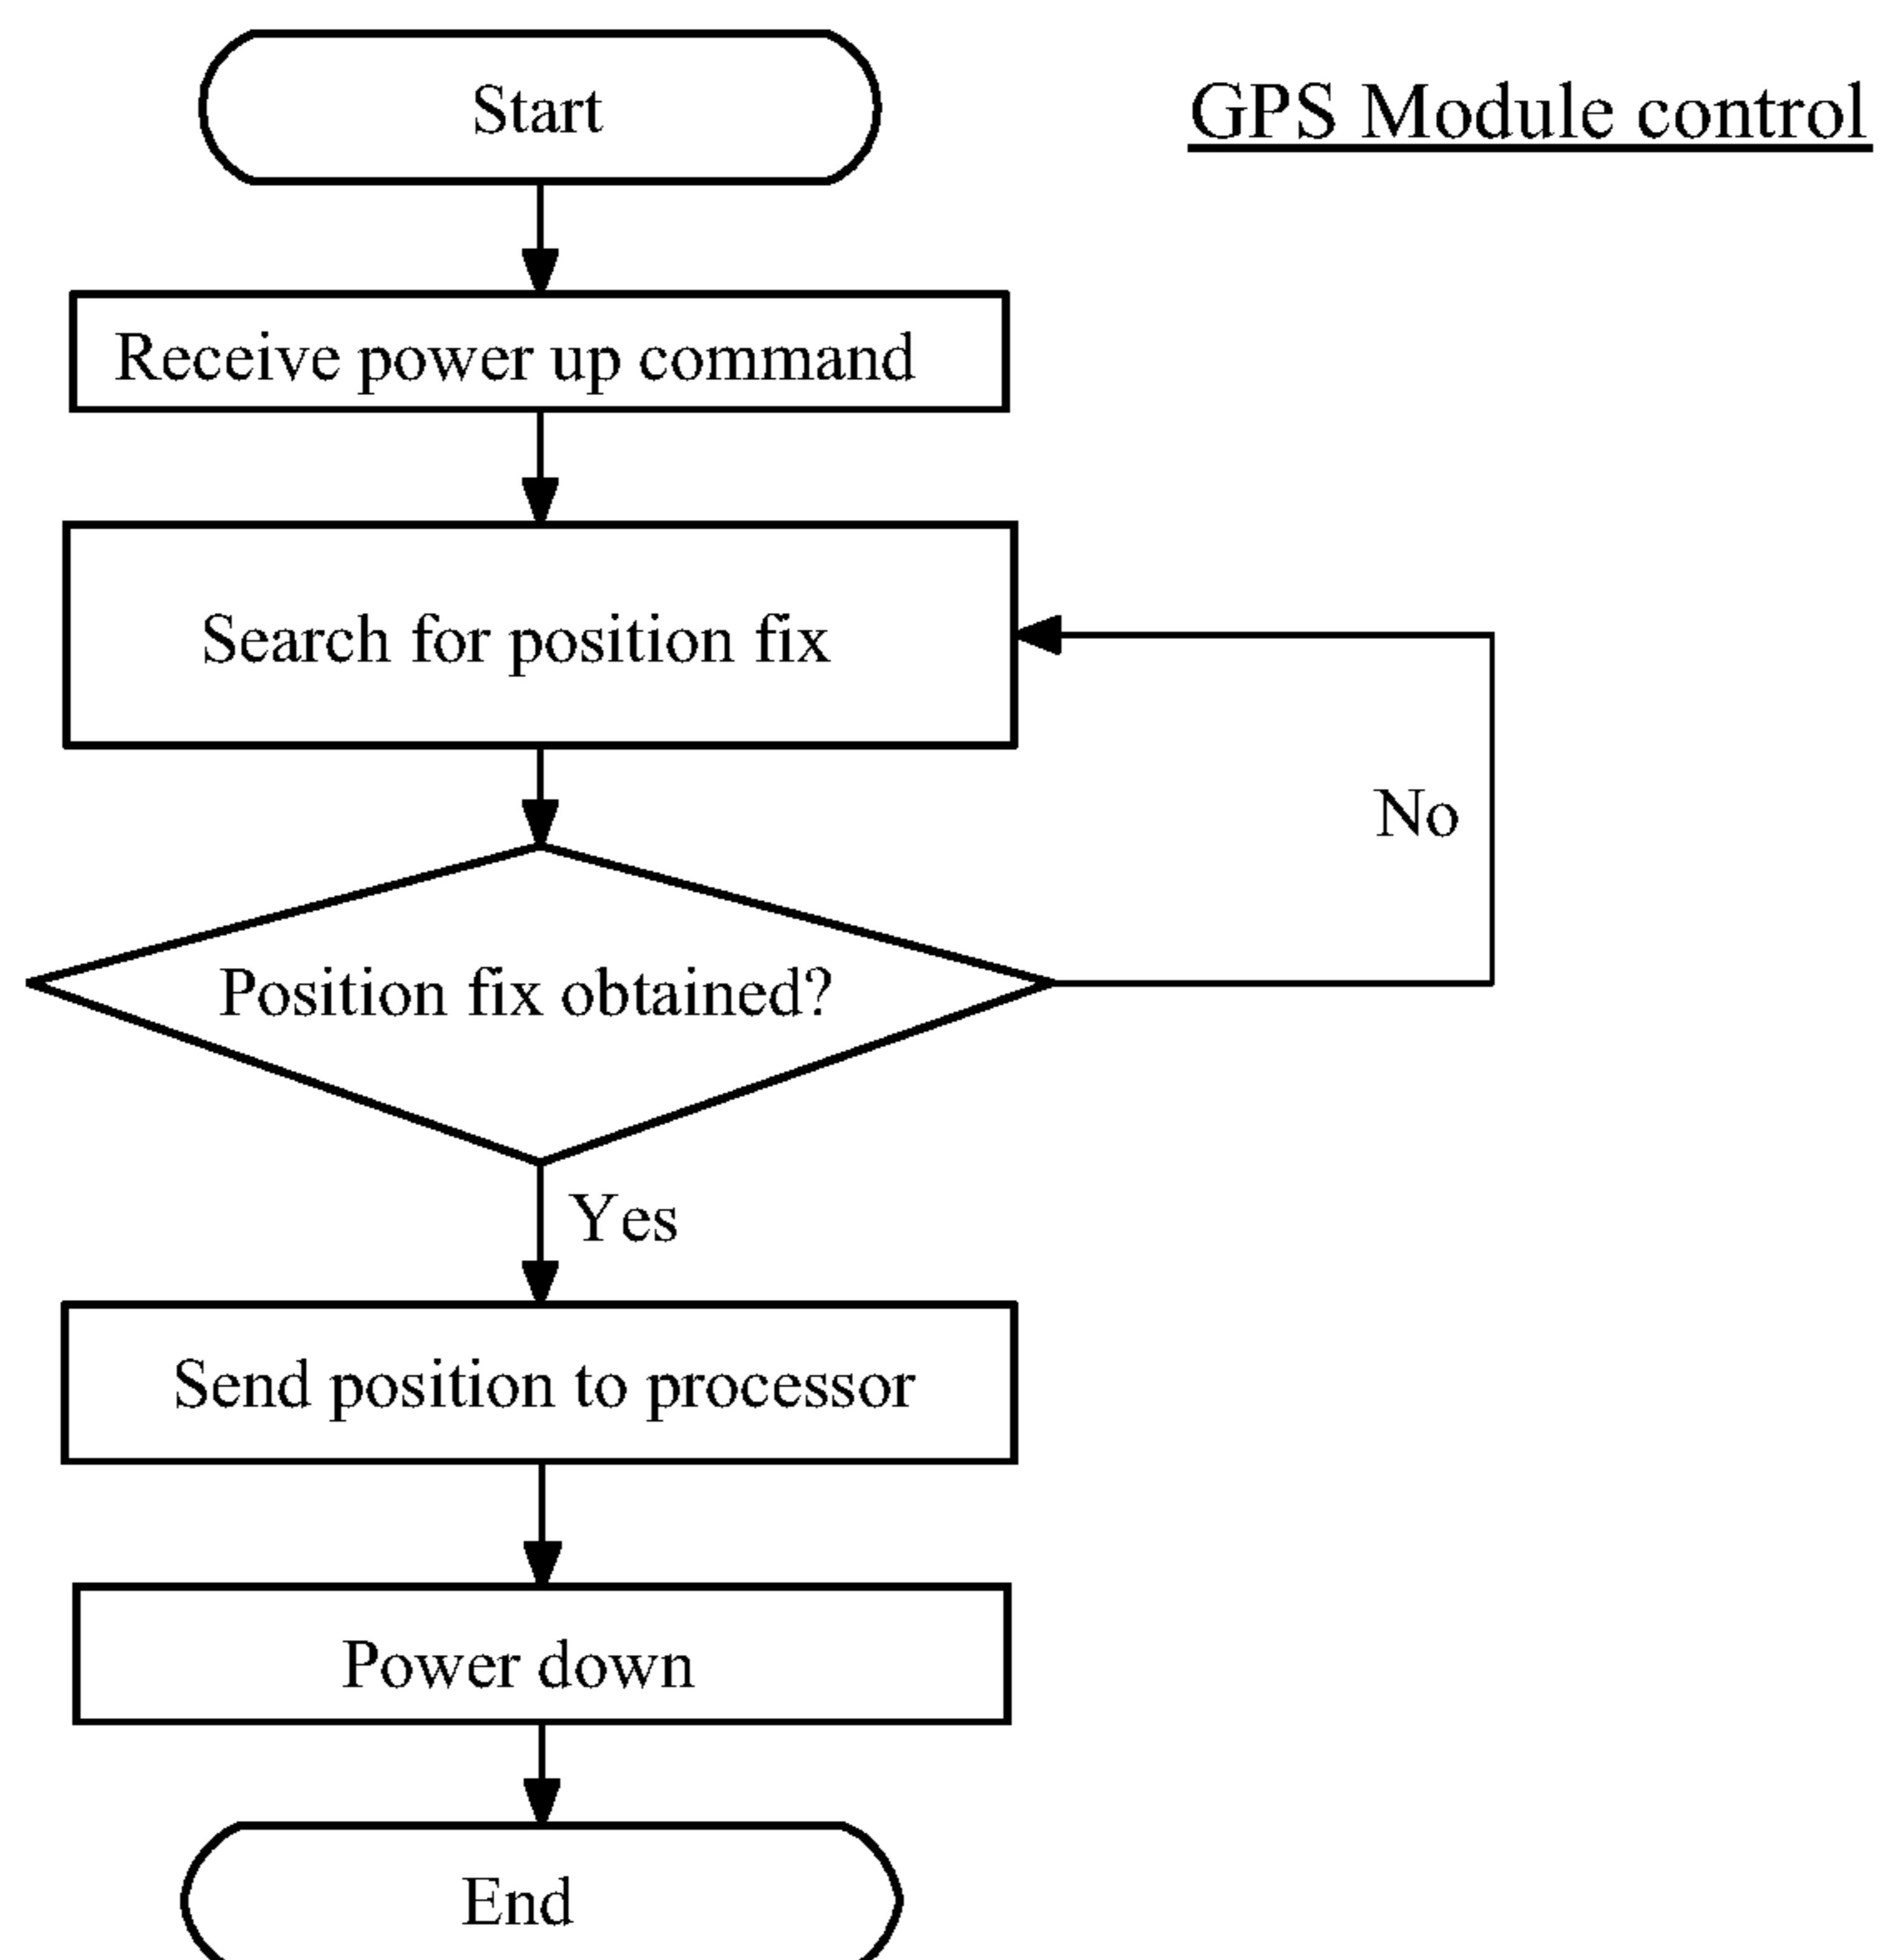 Start
GPS Module control
Receive power up command
Search for position fix
No
Position fix obtained?
Yes
Send position to processor
Power down
End